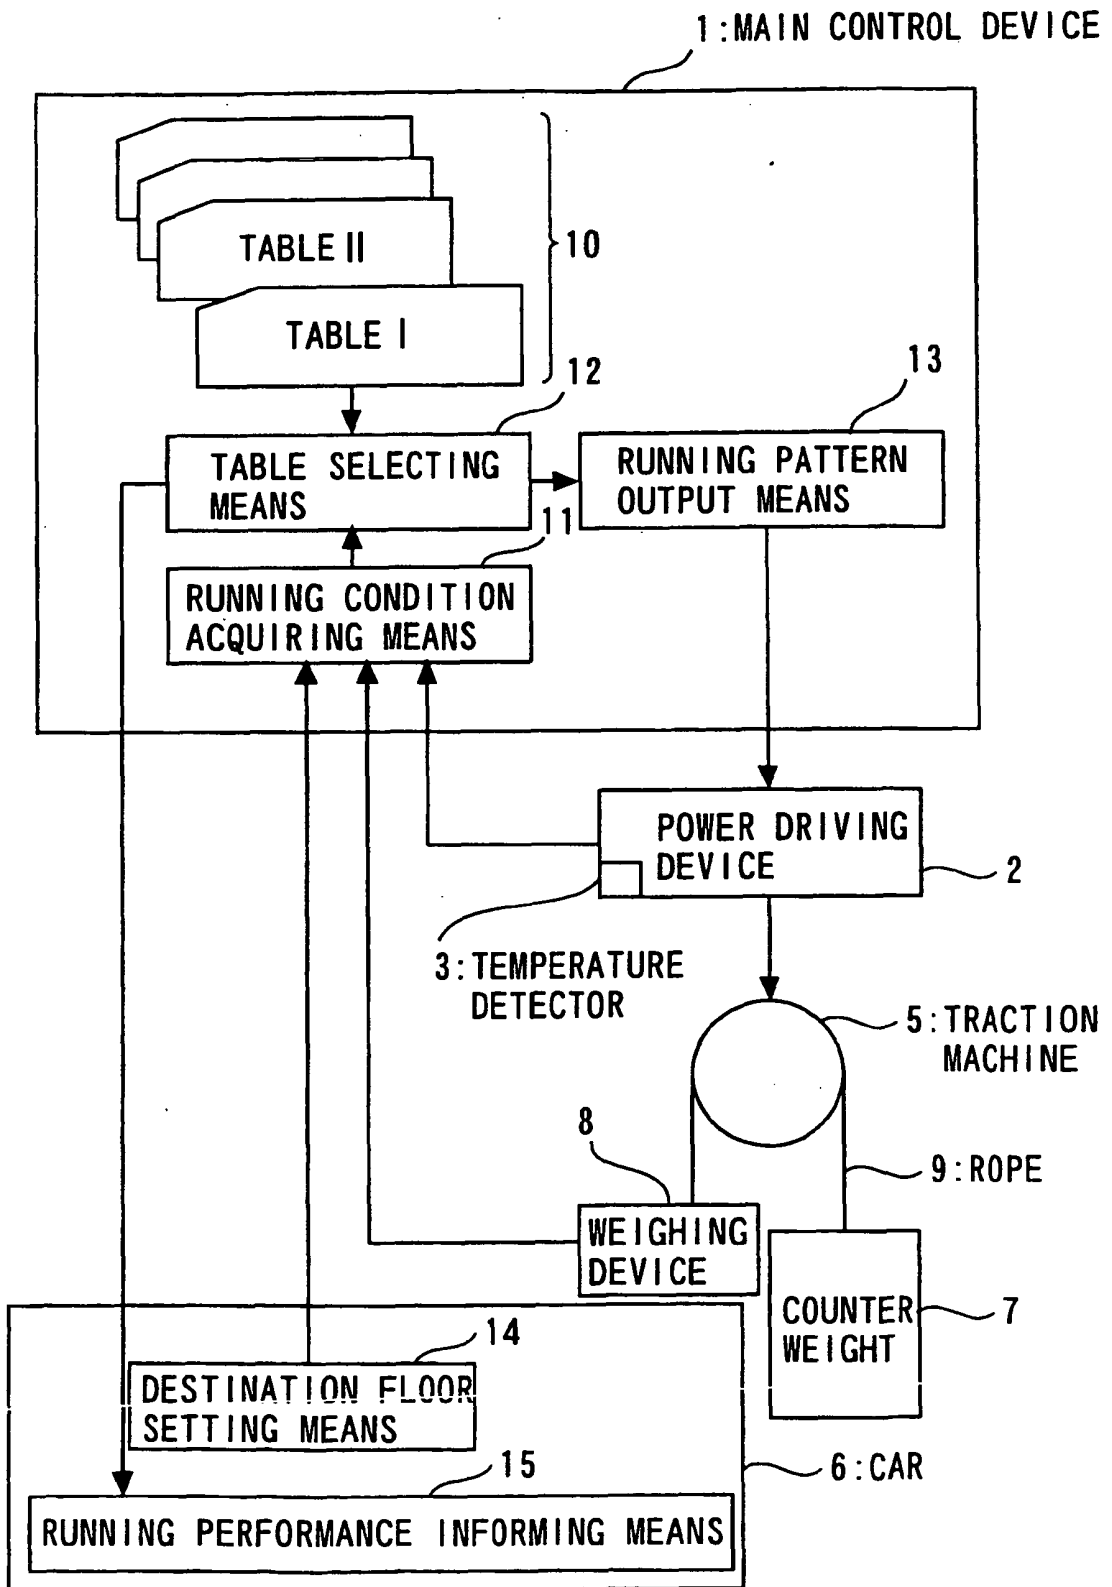 1:MAIN CONTROL DEVICE
10
TABLE II
TABLE I
12
13
TABLE SELECTING
MEANS
RUNNING PATTERN
OUTPUT MEANS
11
RUNNING CONDITION
ACQUIRING MEANS
POWER DRIVING
DEVICE
2
3:TEMPERATURE
DETECTOR
5:TRACTION
MACHINE
8
9:ROPE
WEIGHING
DEVICE
COUNTER
WEIGHT
7
14
DESTINATION FLOOR
SETTING MEANS
6:CAR
15
RUNNING PERFORMANCE INFORMING MEANS